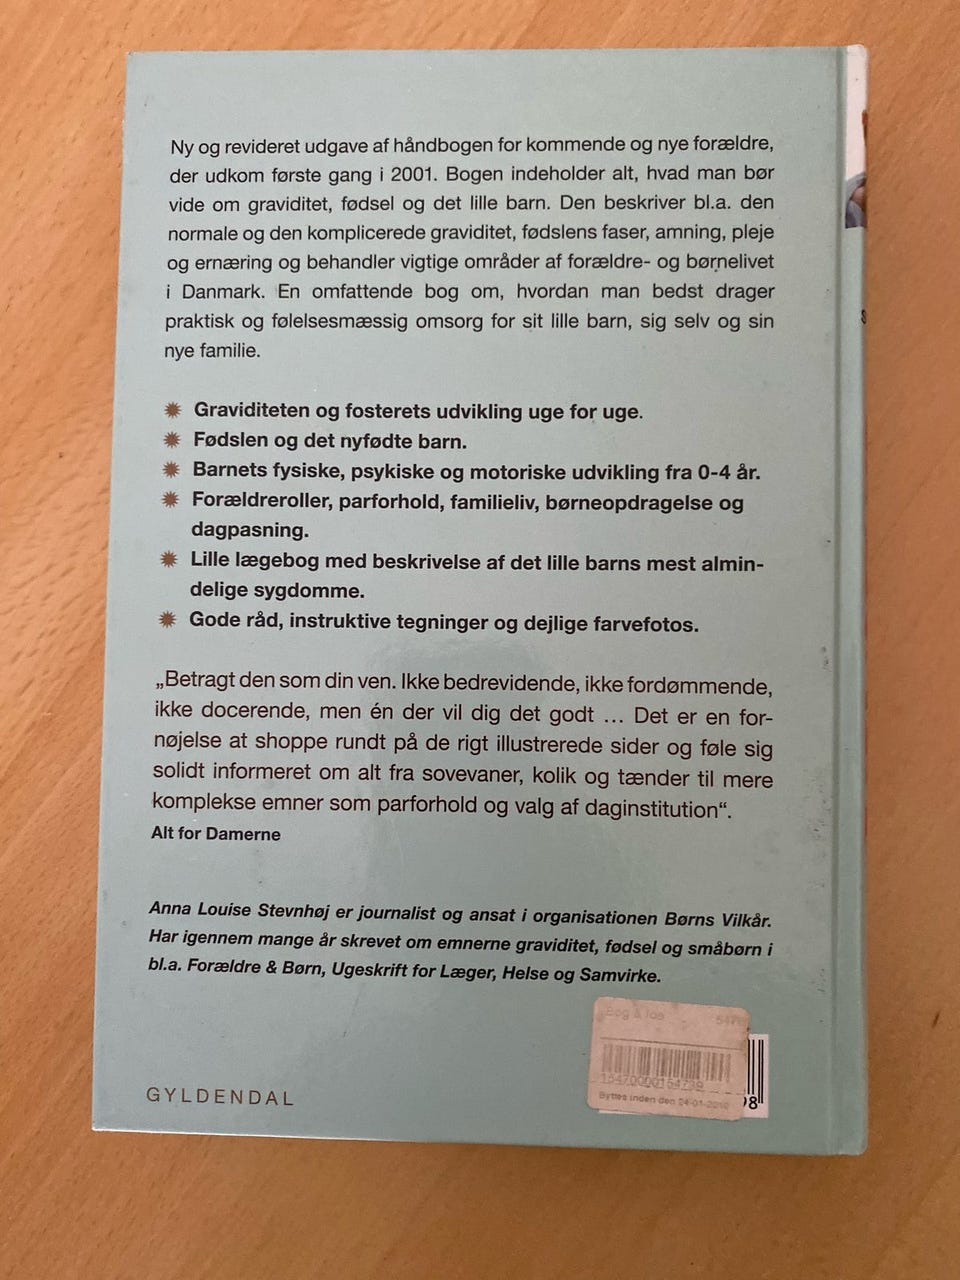 Ny og revideret udgave af håndbogen for kommende og nye forældre,
der udkom første gang i 2001. Bogen indeholder alt, hvad man bør
vide om graviditet, fødsel og det lille barn. Den beskriver bl.a. den
normale og den komplicerede graviditet, fødslens faser, amning, pleje
og ernæring og behandler vigtige områder af forældre- og børnelivet
i Danmark. En omfattende bog om, hvordan man bedst drager
praktisk og følelsesmæssig omsorg for sit lille barn, sig selv og sin
nye familie.
Graviditeten og fosterets udvikling uge for uge.
Fødslen og det nyfødte barn.
Barnets fysiske, psykiske og motoriske udvikling fra 0-4 år.
Forældreroller, parforhold, familieliv, børneopdragelse og
dagpasning.
Lille lægebog med beskrivelse af det lille barns mest almin-
delige sygdomme.
Gode råd, instruktive tegninger og dejlige farvefotos.
„Betragt den som din ven. Ikke bedrevidende, ikke fordømmende,
ikke docerende, men én der vil dig det godt … Det er en for-
nøjelse at shoppe rundt på de rigt illustrerede sider og føle sig
solidt informeret om alt fra sovevaner, kolik og tænder til mere
komplekse emner som parforhold og valg af daginstitution“.
Alt for Damerne
Anna Louise Stevnhøj er journalist og ansat i organisationen Børns Vilkår.
Har igennem mange år skrevet om emnerne graviditet, fødsel og småbørn i
bl.a. Forældre & Børn, Ugeskrift for Læger, Helse og Samvirke.
Bog & Ide
Byttes inden den
98
GYLDENDAL